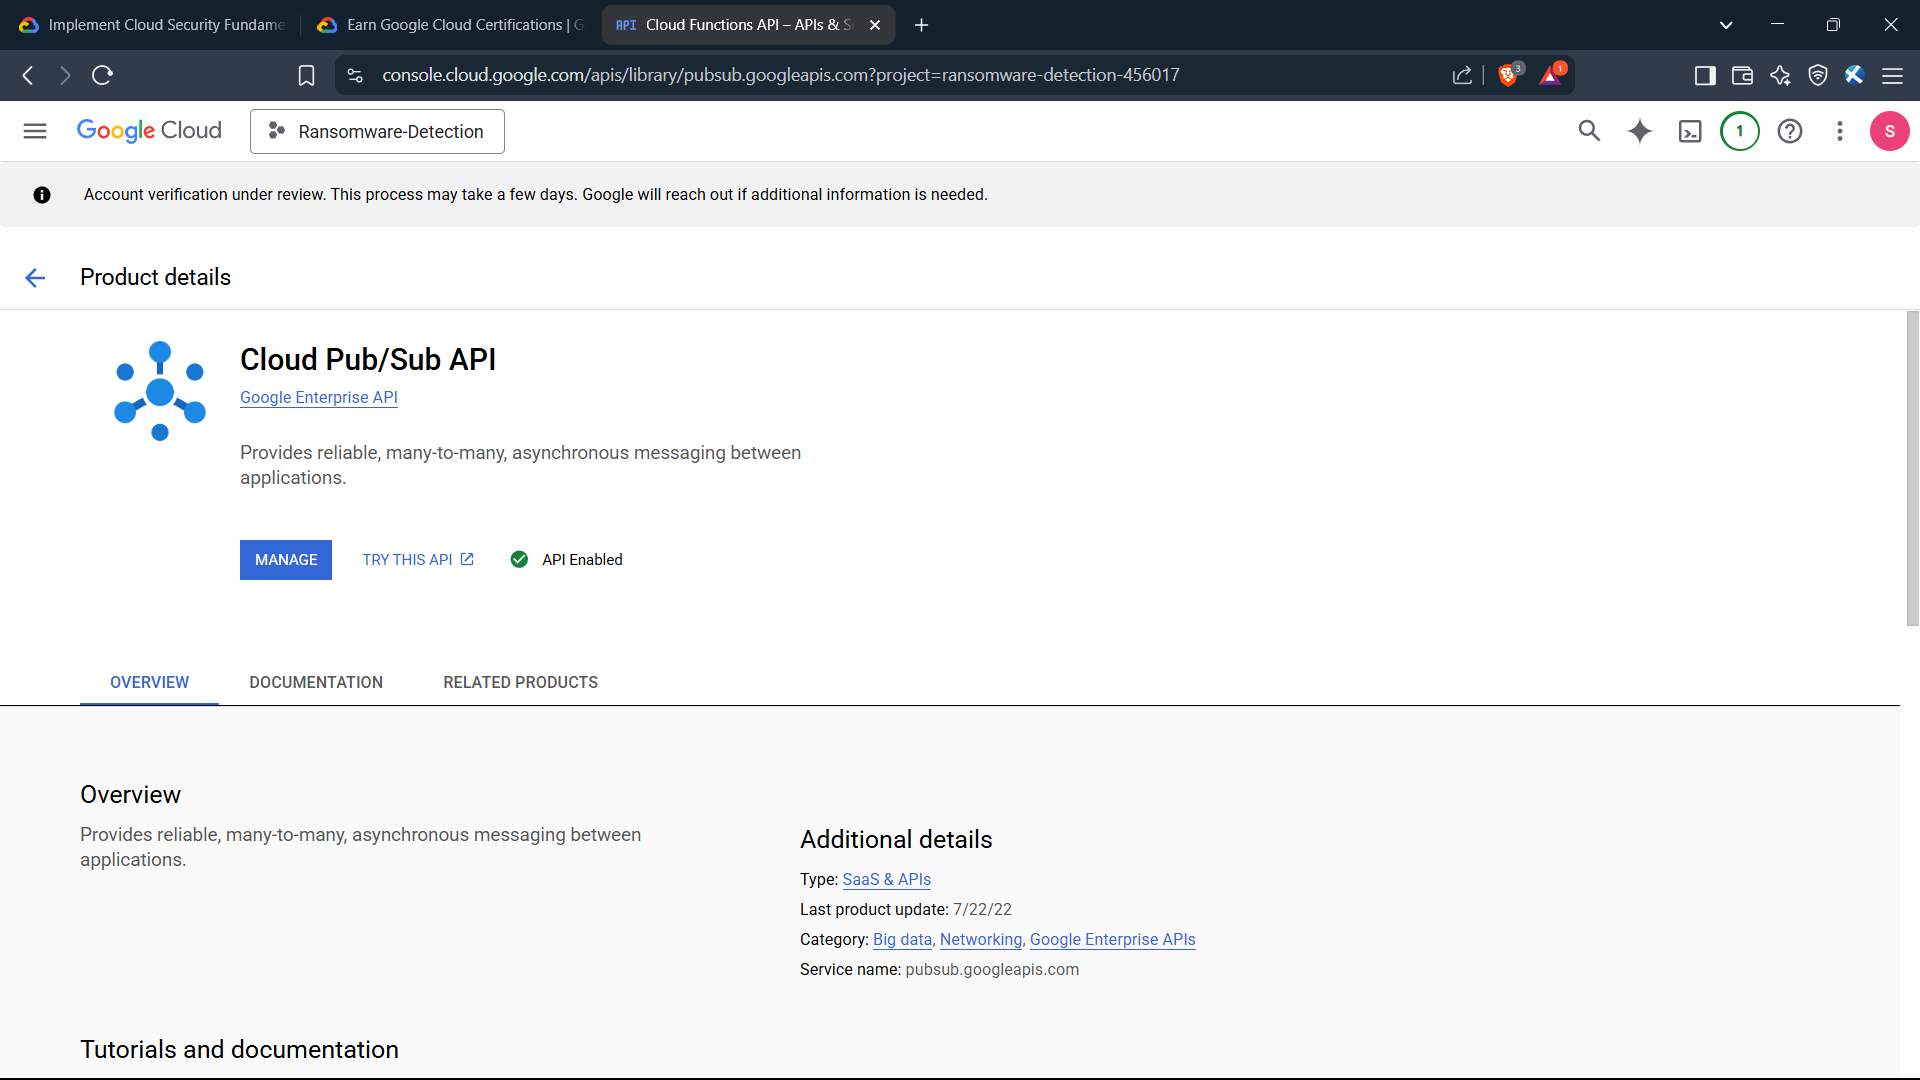 Implement Cloud Security Fundame
Earn Google Cloud Certifications | G
API Cloud Functions API – APIs & S
console.cloud.google.com/apis/library/pubsub.googleapis.com?project=ransomware-detection-456017
3
1
Google Cloud
Ransomware-Detection
1
S
Account verification under review. This process may take a few days. Google will reach out if additional information is needed.
Product details
Cloud Pub/Sub API
Google Enterprise API
Provides reliable, many-to-many, asynchronous messaging between
applications.
MANAGE
TRY THIS API
API Enabled
OVERVIEW
DOCUMENTATION
RELATED PRODUCTS
Overview
Provides reliable, many-to-many, asynchronous messaging between
applications.
Additional details
Type: SaaS & APIs
Last product update: 7/22/22
Category: Big data, Networking, Google Enterprise APIs
Service name: pubsub.googleapis.com
Tutorials and documentation